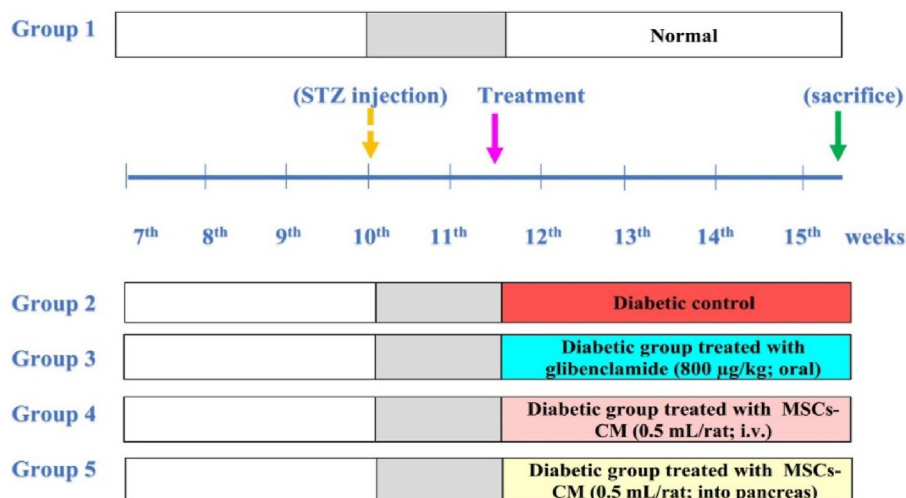 Group 1
Normal
(STZ injection) Treatment (sacrifice)
7th 8th 9th 10th 11th 12th 13th 14th 15th weeks
Group 2
Diabetic control
Group 3
Diabetic group treated with
glibenclamide (800 µg/kg; oral)
Group 4
Diabetic group treated with MSCs-
CM (0.5 mL/rat; i.v.)
Group 5
Diabetic group treated with MSCs-
CM (0.5 mL/rat; into pancreas)